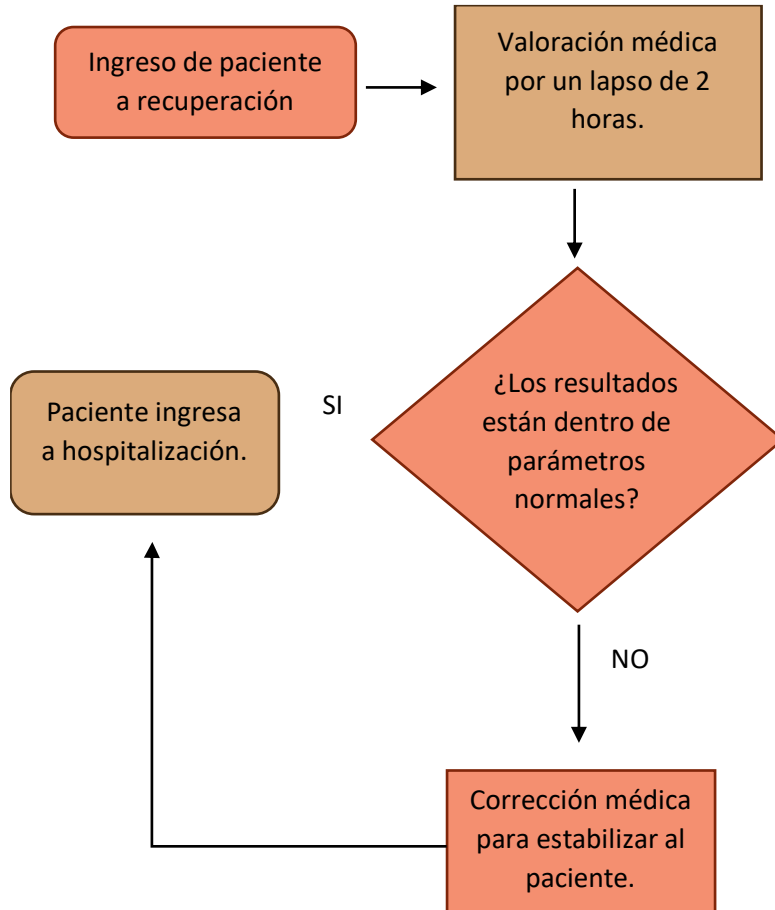 Ingreso de paciente
a recuperación
Valoración médica
por un lapso de 2
horas.
¿Los resultados
están dentro de
parámetros
normales?
SI
Paciente ingresa
a hospitalización.
NO
Corrección médica
para estabilizar al
paciente.